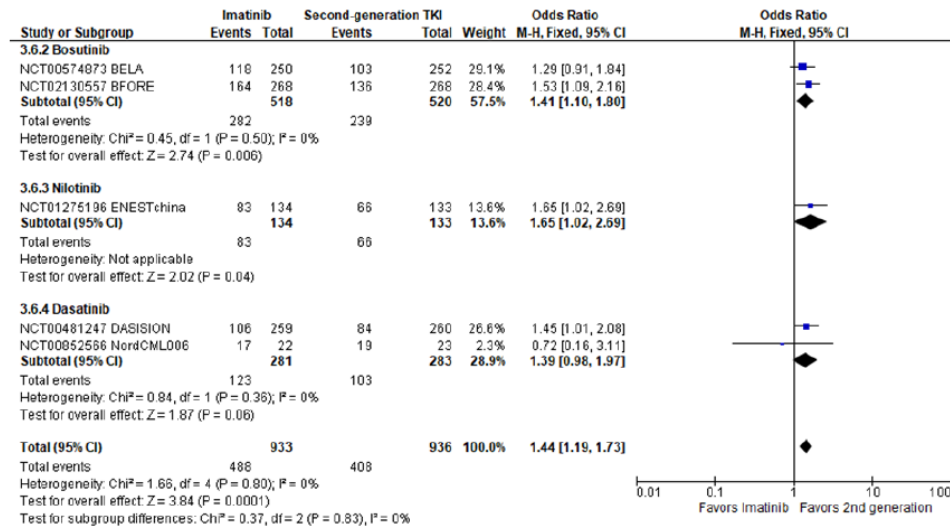 Imatinib Second-generation TKI Odds Ratio Odds Ratio
Study or Subgroup Events Total Events Total Weight M-H, Fixed, 95% CI M-H, Fixed, 95% CI
3.6.2 Bosutinib
NCT00574873 BELA 118 250 103 252 29.1% 1.29 [0.91, 1.84]
NCT02130557 BFORE 164 268 136 268 28.4% 1.53 [1.09, 2.16]
Subtotal (95% CI) 518 520 57.5% 1.41 [1.10, 1.80]
Total events 282 239
Heterogeneity: Chi² = 0.45, df = 1 (P = 0.50); I² = 0%
Test for overall effect: Z = 2.74 (P = 0.006)
3.6.3 Nilotinib
NCT01275196 ENESTchina 83 134 66 133 13.6% 1.65 [1.02, 2.69]
Subtotal (95% CI) 134 133 13.6% 1.65 [1.02, 2.69]
Total events 83 66
Heterogeneity: Not applicable
Test for overall effect: Z = 2.02 (P = 0.04)
3.6.4 Dasatinib
NCT00481247 DASISION 106 259 84 260 26.6% 1.45 [1.01, 2.08]
NCT00852566 NordCML006 17 22 19 23 2.3% 0.72 [0.16, 3.11]
Subtotal (95% CI) 281 283 28.9% 1.39 [0.98, 1.97]
Total events 123 103
Heterogeneity: Chi² = 0.84, df = 1 (P = 0.36); I² = 0%
Test for overall effect: Z = 1.87 (P = 0.06)
Total (95% CI) 933 936 100.0% 1.44 [1.19, 1.73]
Total events 488 408
Heterogeneity: Chi² = 1.66, df = 4 (P = 0.80); I² = 0%
Test for overall effect: Z = 3.84 (P = 0.0001)
Test for subgroup differences: Chi² = 0.37, df = 2 (P = 0.83), I² = 0%
0.01 0.1 1 10 100
Favors Imatinib Favors 2nd generation